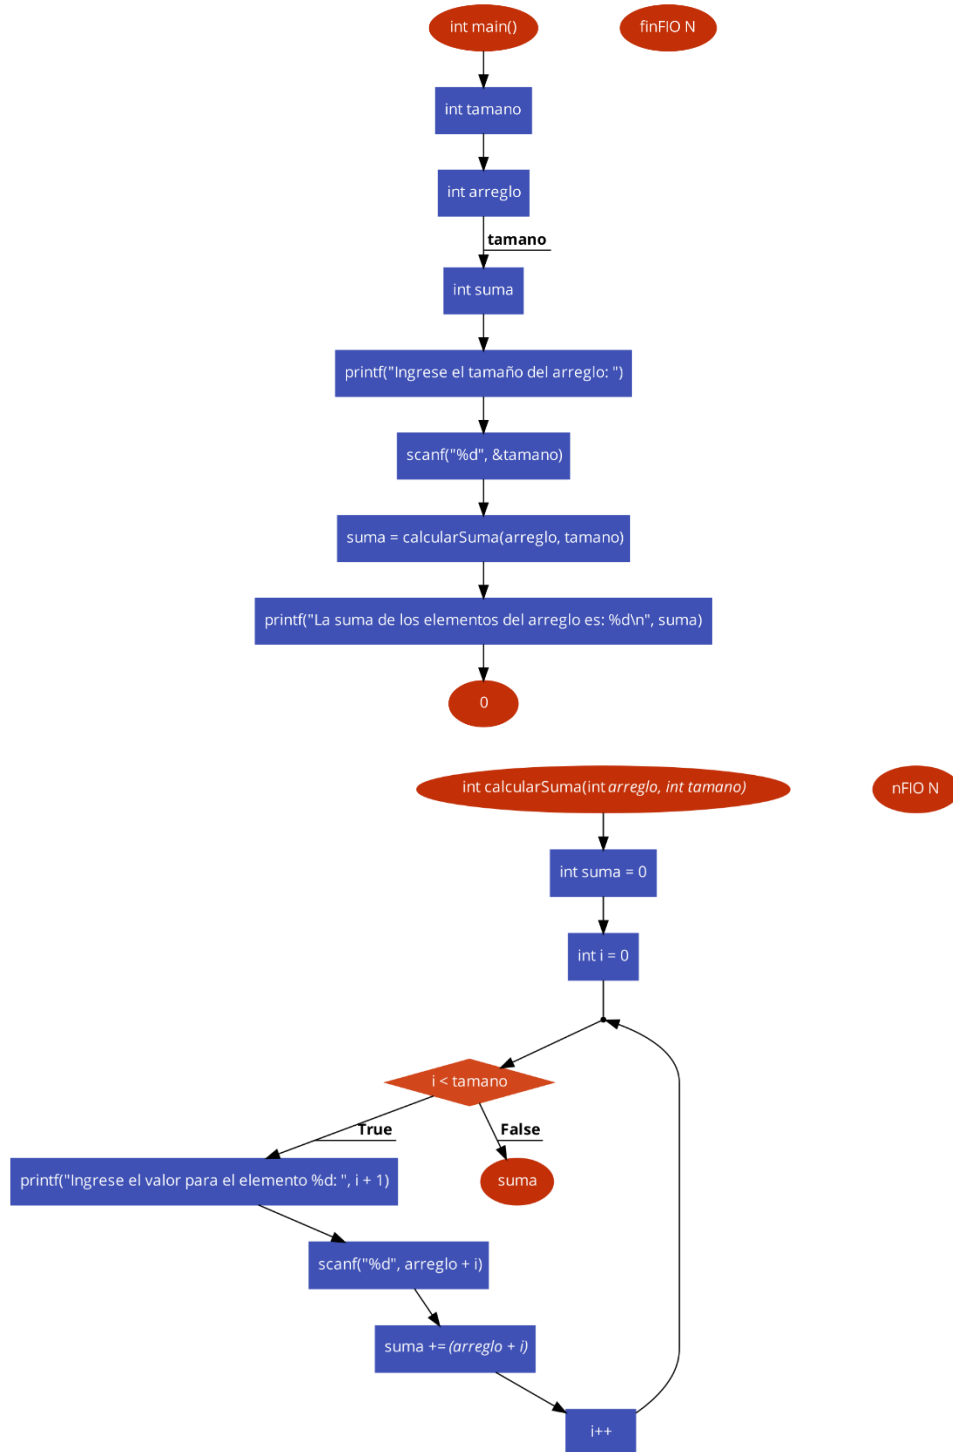 int main()
finFIO N
int tamano
int arreglo
tamano
int suma
printf("Ingrese el tamaño del arreglo: ")
scanf("%d", &tamano)
suma = calcularSuma(arreglo, tamano)
printf("La suma de los elementos del arreglo es: %d\n", suma)
0
int calcularSuma(int arreglo, int tamano)
nFIO N
int suma = 0
int i = 0
i < tamano
True
False
printf("Ingrese el valor para el elemento %d: ", i + 1)
suma
scanf("%d", arreglo + i)
suma += (arreglo + i)
i++